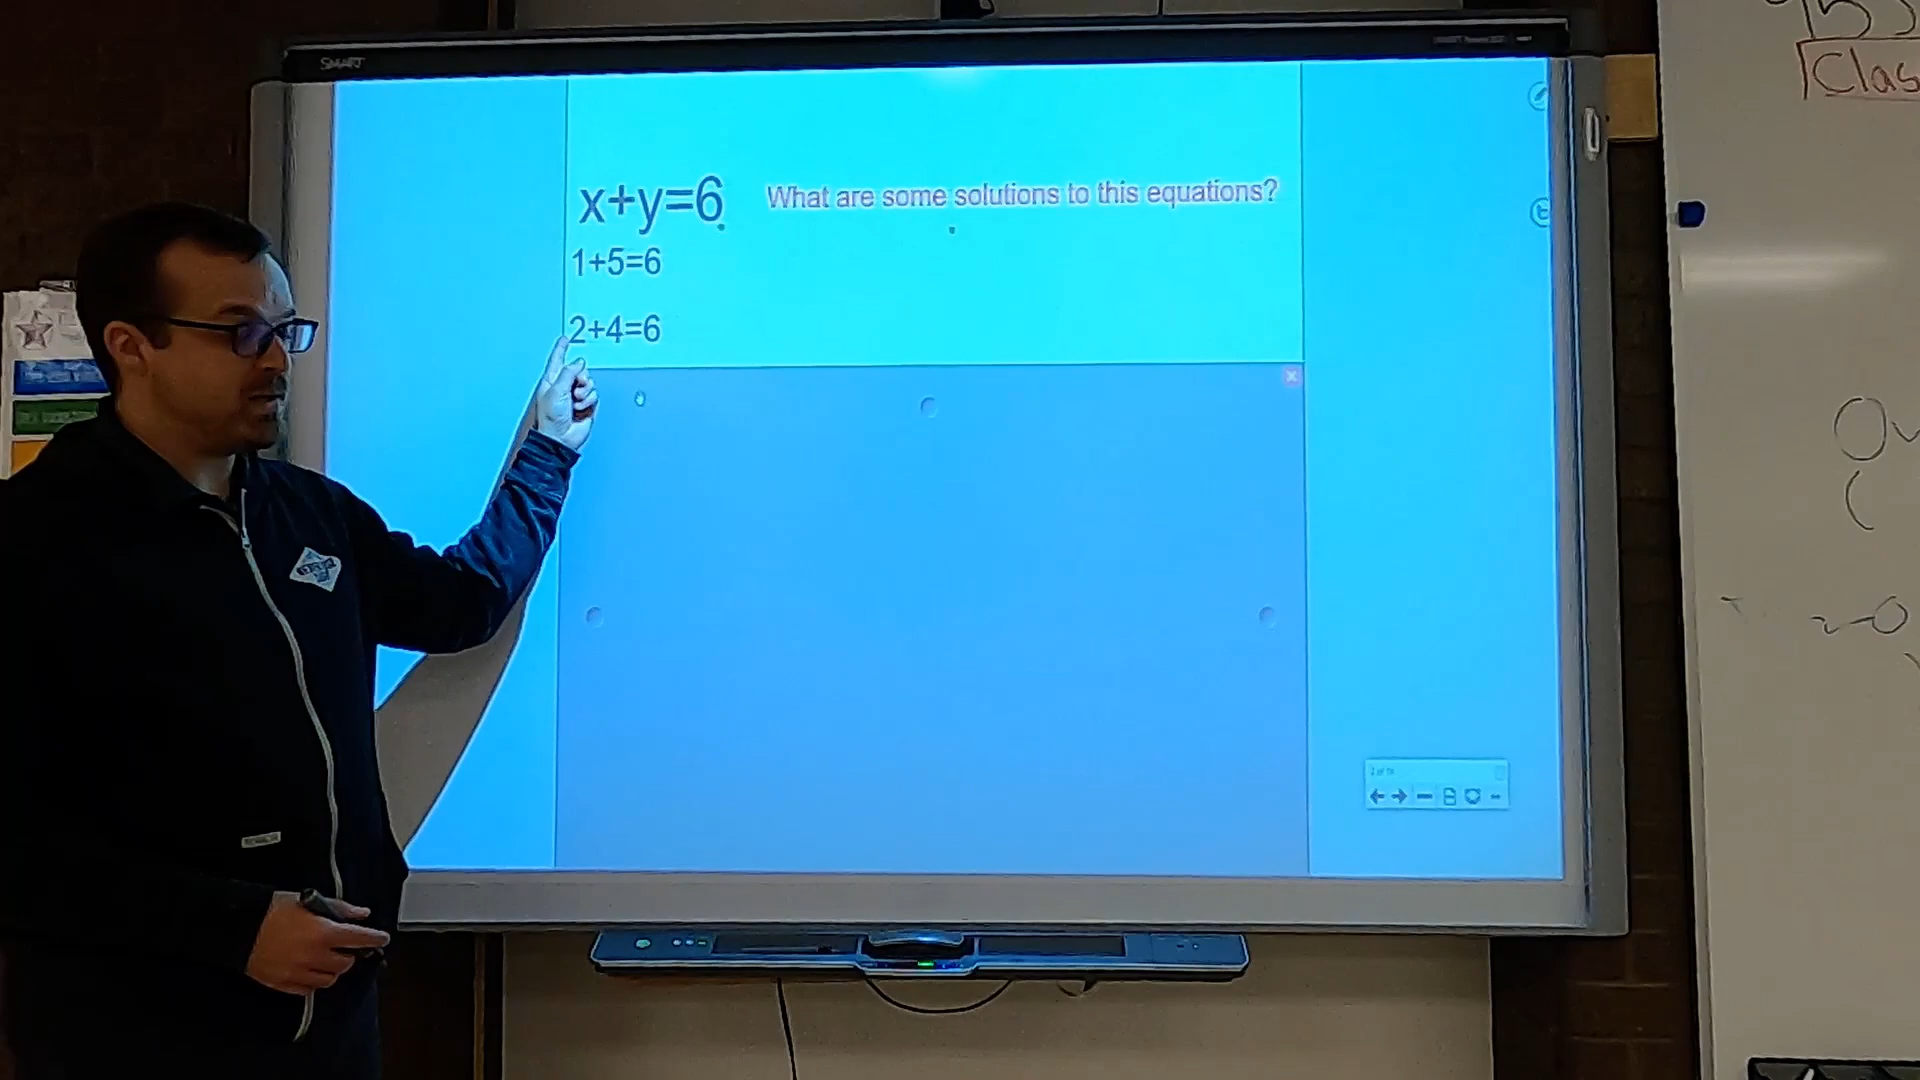 SMART
x+y=6 What are some solutions to this equations?
1+5=6
2+4=6
Clas